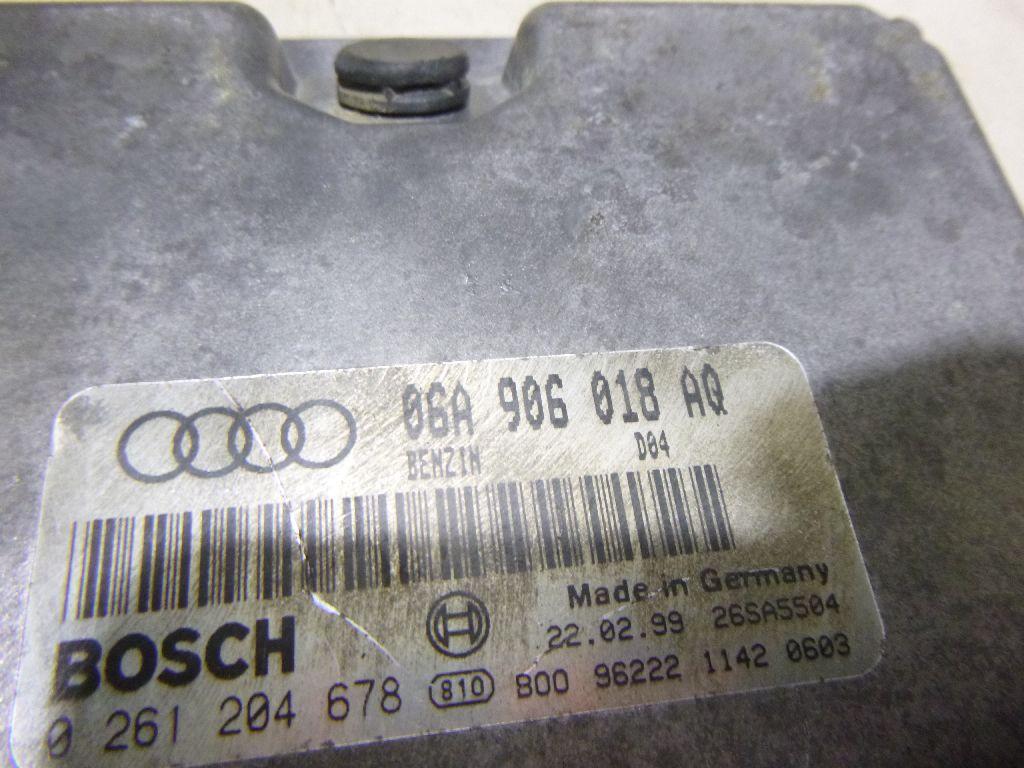 06A 906 018 AQ
BENZIN D04
Made in Germany
BOSCH 22.02.99 26SA5504
0 261 204 678 810 800 96222 1142 0603